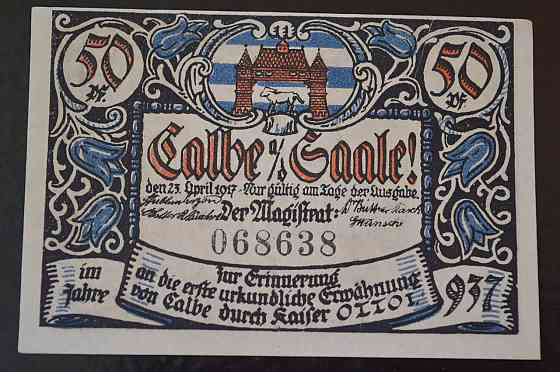 50 Pf.
50 Pf.
Calbe a/S Saale!
den 23. April 1917 - Nur gültig am Tage der Ausgabe.
Der Magistrat:
068638
im Jahre
937
Zur Erinnerung
an die erste urkundliche Erwähnung
von Calbe durch Kaiser OTTO I.